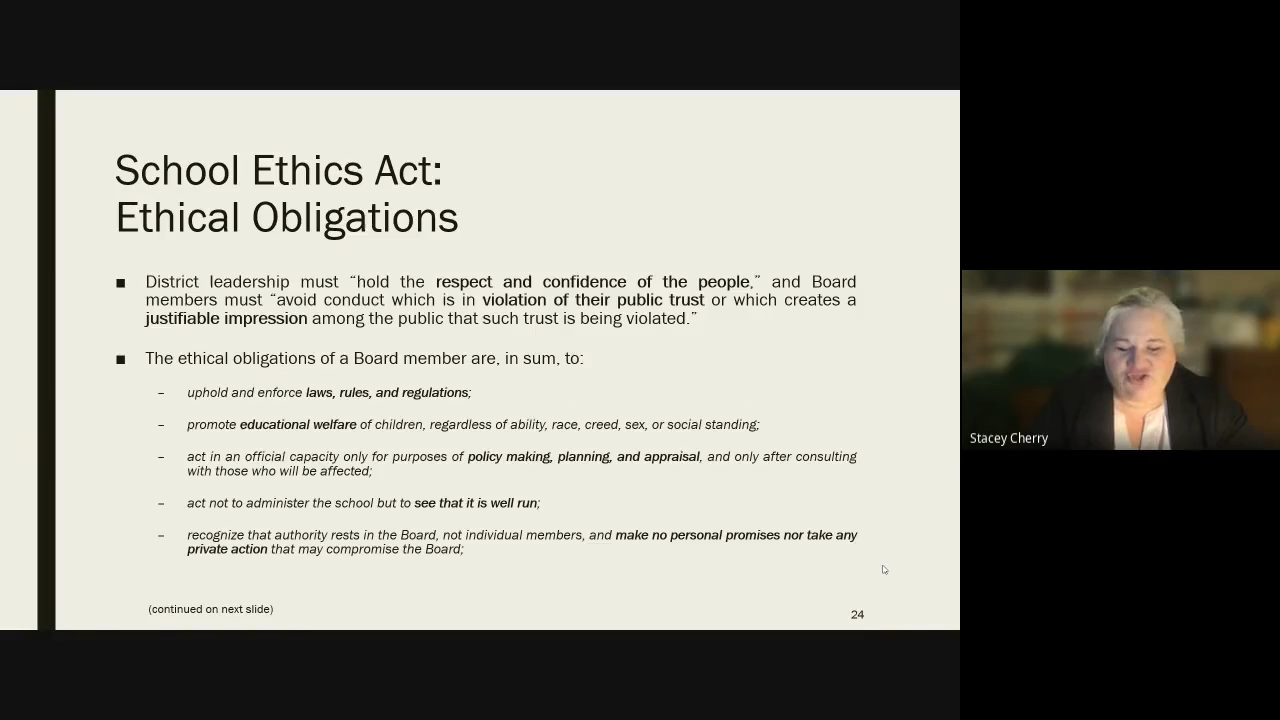 School Ethics Act:
Ethical Obligations
■ District leadership must “hold the respect and confidence of the people,” and Board
members must “avoid conduct which is in violation of their public trust or which creates a
justifiable impression among the public that such trust is being violated.”
■ The ethical obligations of a Board member are, in sum, to:
– uphold and enforce laws, rules, and regulations;
– promote educational welfare of children, regardless of ability, race, creed, sex, or social standing;
– act in an official capacity only for purposes of policy making, planning, and appraisal, and only after consulting
with those who will be affected;
– act not to administer the school but to see that it is well run;
– recognize that authority rests in the Board, not individual members, and make no personal promises nor take any
private action that may compromise the Board;
(continued on next slide)
24
Stacey Cherry